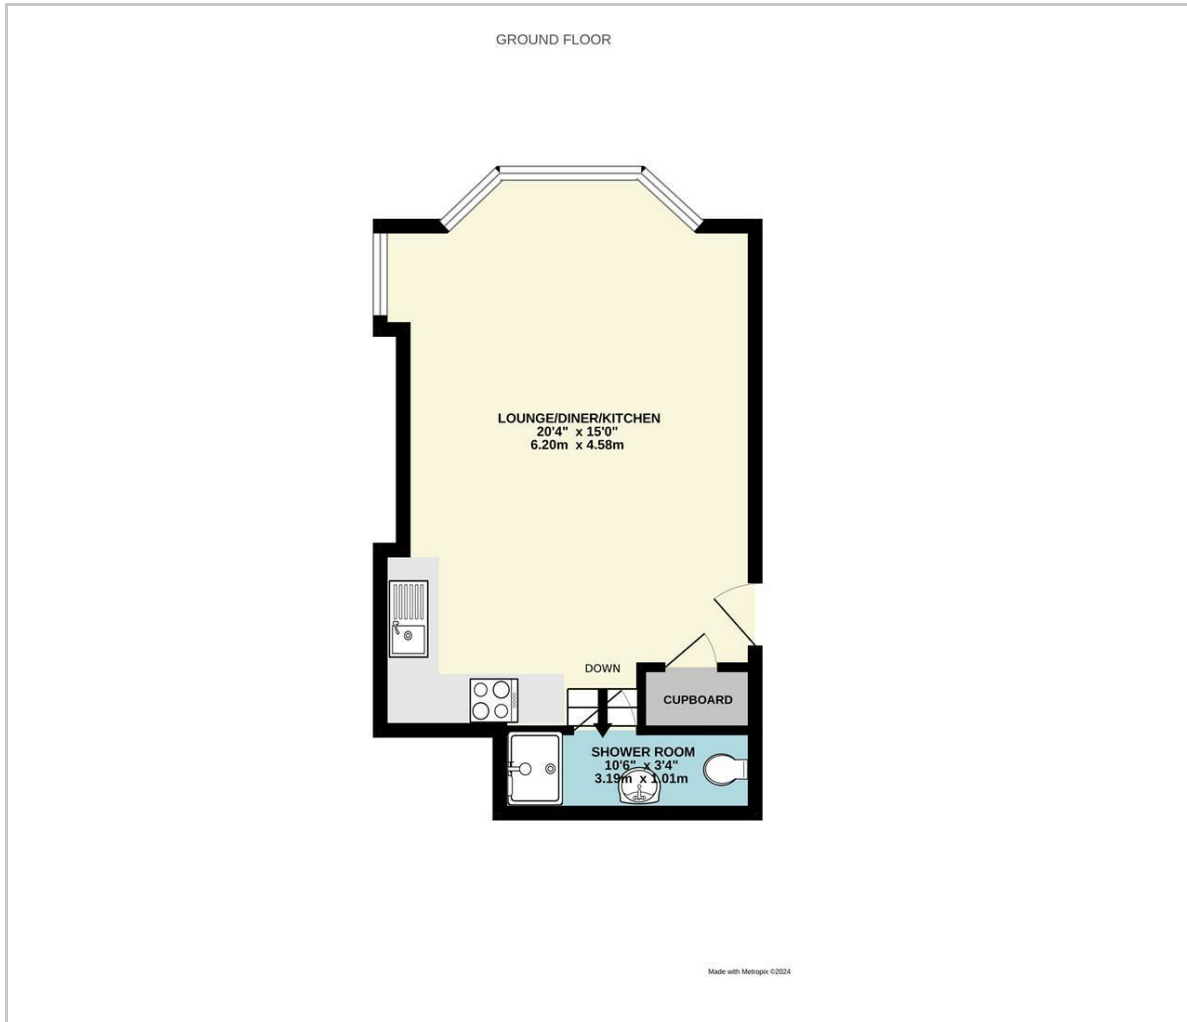 GROUND FLOOR
LOUNGE/DINER/KITCHEN
20'4" x 15'0"
6.20m x 4.58m
DOWN
CUPBOARD
SHOWER ROOM
10'6" x 3'4"
3.19m x 1.01m
Made with Metropix ©2024